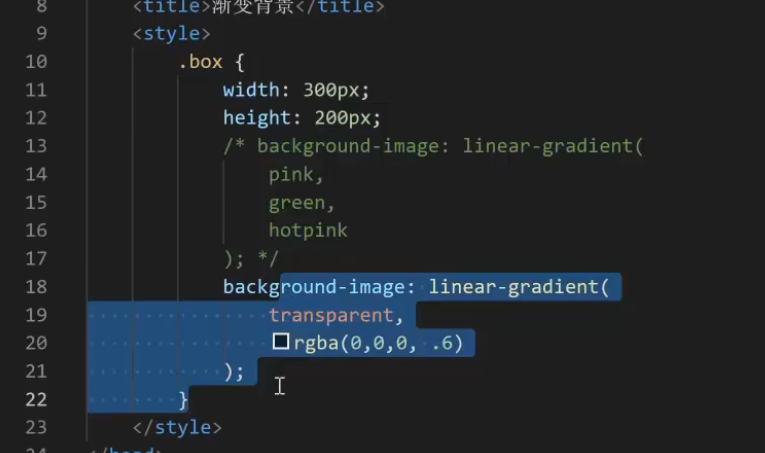 8 <title>渐变背景</title>
9 <style>
10 .box {
11 width: 300px;
12 height: 200px;
13 /* background-image: linear-gradient(
14 pink,
15 green,
16 hotpink
17 ); */
18 background-image: linear-gradient(
19 transparent,
20 rgba(0,0,0, .6)
21 );
22 }
23 </style>
24 </head>